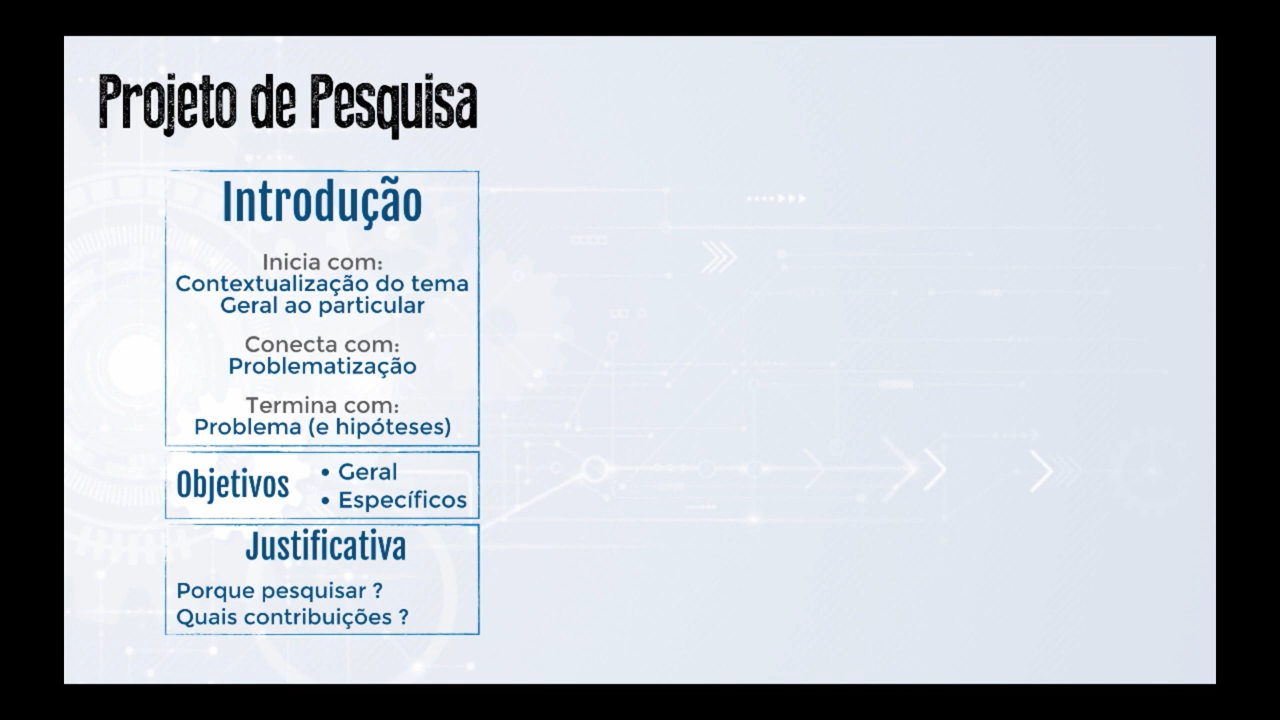 Projeto de Pesquisa
Introdução
Inicia com:
Contextualização do tema
Geral ao particular
Conecta com:
Problematização
Termina com:
Problema (e hipóteses)
Objetivos
• Geral
• Específicos
Justificativa
Porque pesquisar ?
Quais contribuições ?